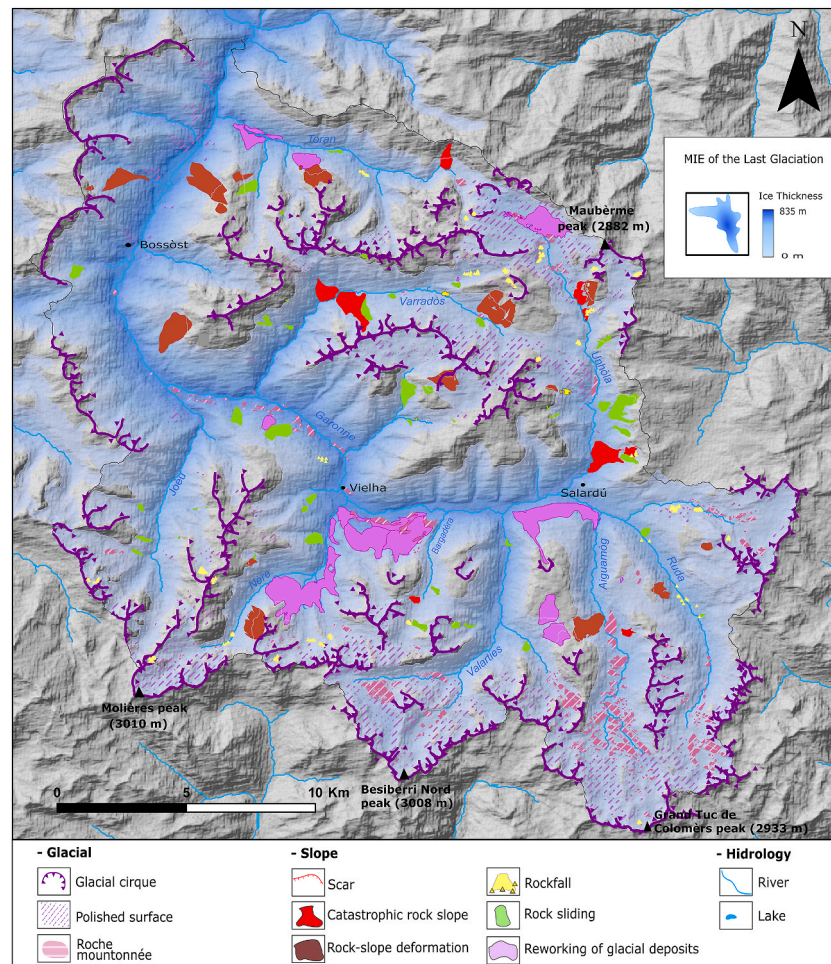 N
MIE of the Last Glaciation
Ice Thickness
835 m
0 m
Toran
Maubèrme
peak (2882 m)
Bossòst
Varradòs
Unhòla
Garonne
Joeu
Vielha
Salardú
Bargadèra
Nere
Aiguamòg
Ruda
Valarties
Molières peak
(3010 m)
Besiberri Nord
peak (3008 m)
Grand Tuc de
Colomèrs peak (2933 m)
0 5 10 Km
- Glacial
Glacial cirque
Polished surface
Roche
mountonnée
- Slope
Scar
Catastrophic rock slope
Rock-slope deformation
Rockfall
Rock sliding
Reworking of glacial deposits
- Hidrology
River
Lake